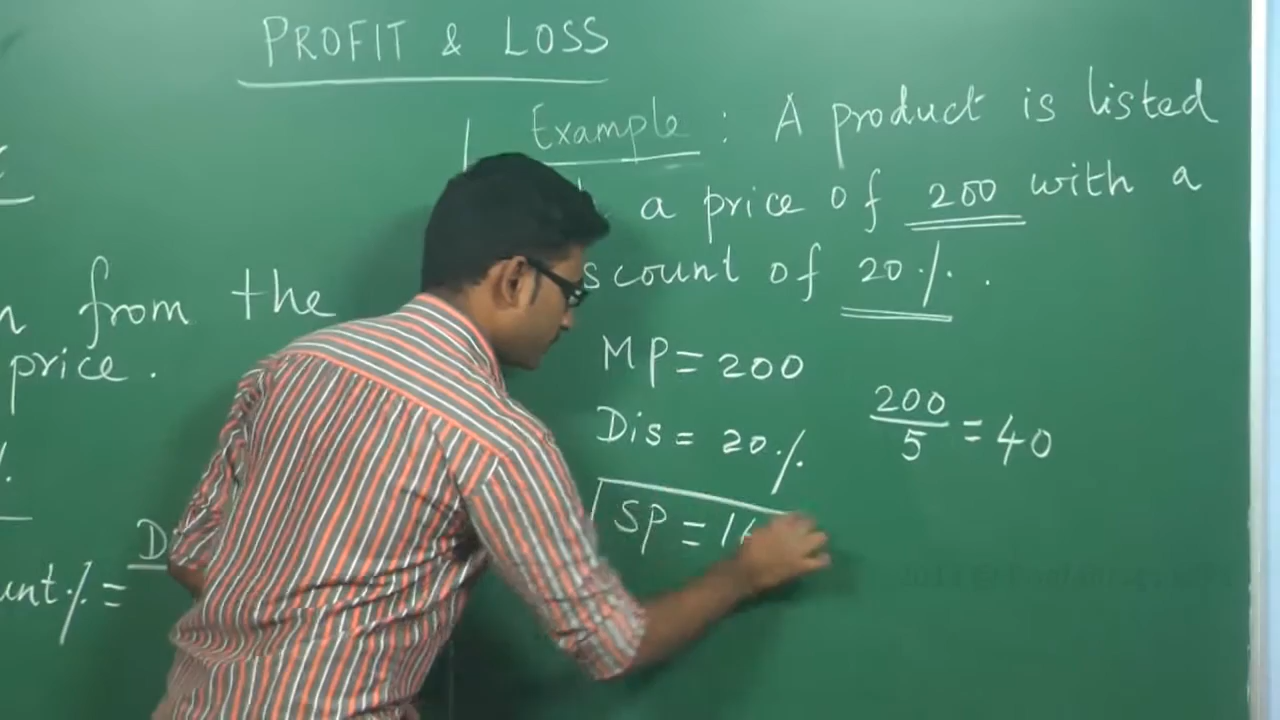 PROFIT & LOSS
Example : A product is listed
a price of 200 with a
scount of 20% .
from the
price .
MP = 200
Dis = 20%
200
5
= 40
SP = 1
unt % =
D